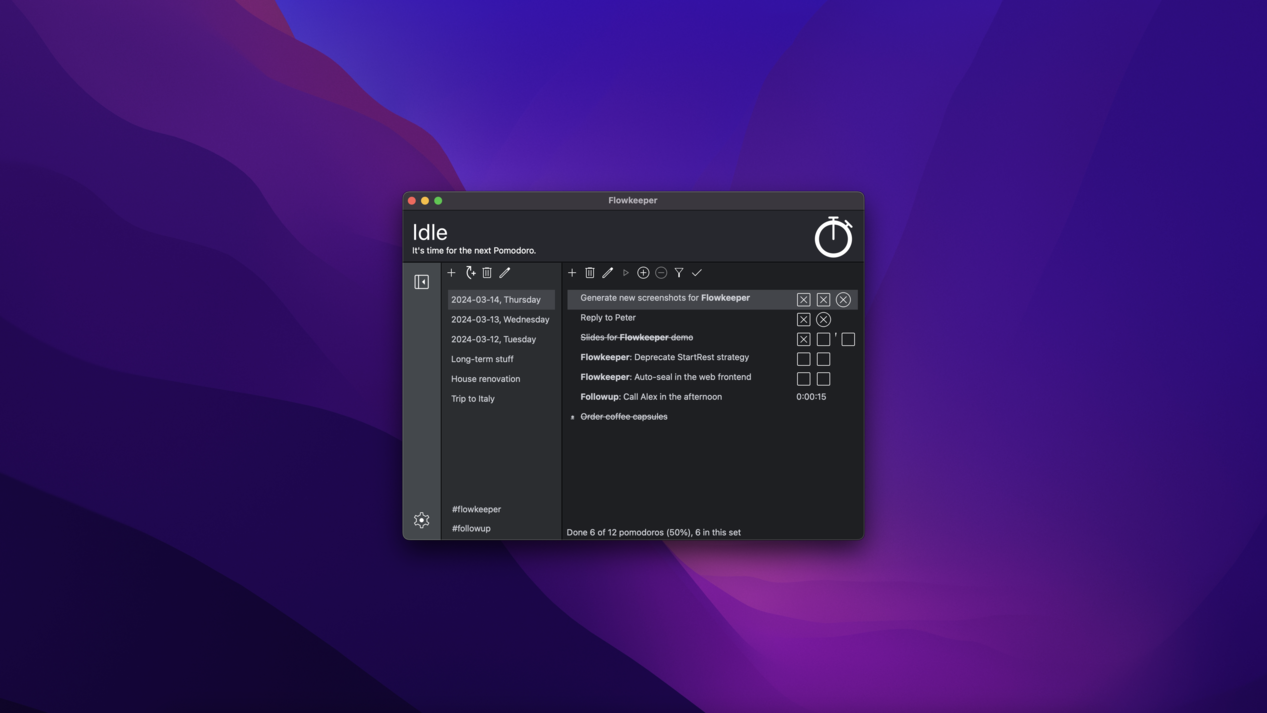 Flowkeeper
Idle
It's time for the next Pomodoro.
2024-03-14, Thursday
2024-03-13, Wednesday
2024-03-12, Tuesday
Long-term stuff
House renovation
Trip to Italy
#flowkeeper
#followup
Generate new screenshots for Flowkeeper
Reply to Peter
Slides for Flowkeeper demo
Flowkeeper: Deprecate StartRest strategy
Flowkeeper: Auto-seal in the web frontend
Followup: Call Alex in the afternoon 0:00:15
Order coffee capsules
Done 6 of 12 pomodoros (50%), 6 in this set